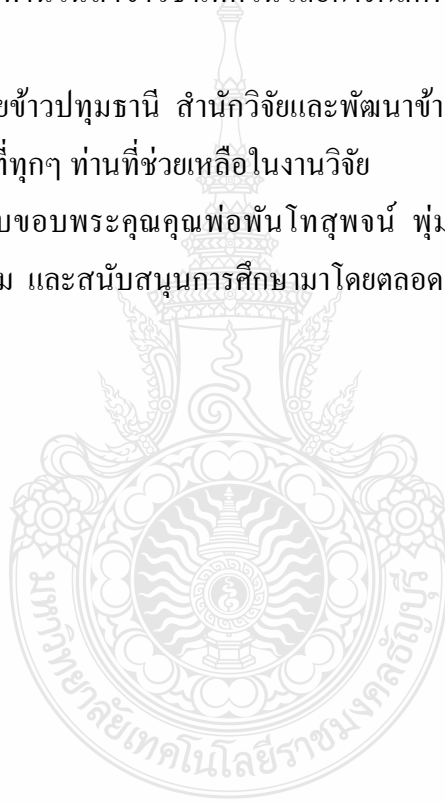 ยข้าวปทุมธานี สำนักวิจัยและพัฒนาข้า
ที่ทุกๆ ท่านที่ช่วยเหลือในงานวิจัย
บขอบพระคุณคุณพ่อพันโทสุพจน์ พุ่ม
ม และสนับสนุนการศึกษามาโดยตลอด
มหาวิทยาลัยเทคโนโลยีราชมงคลธัญบุรี